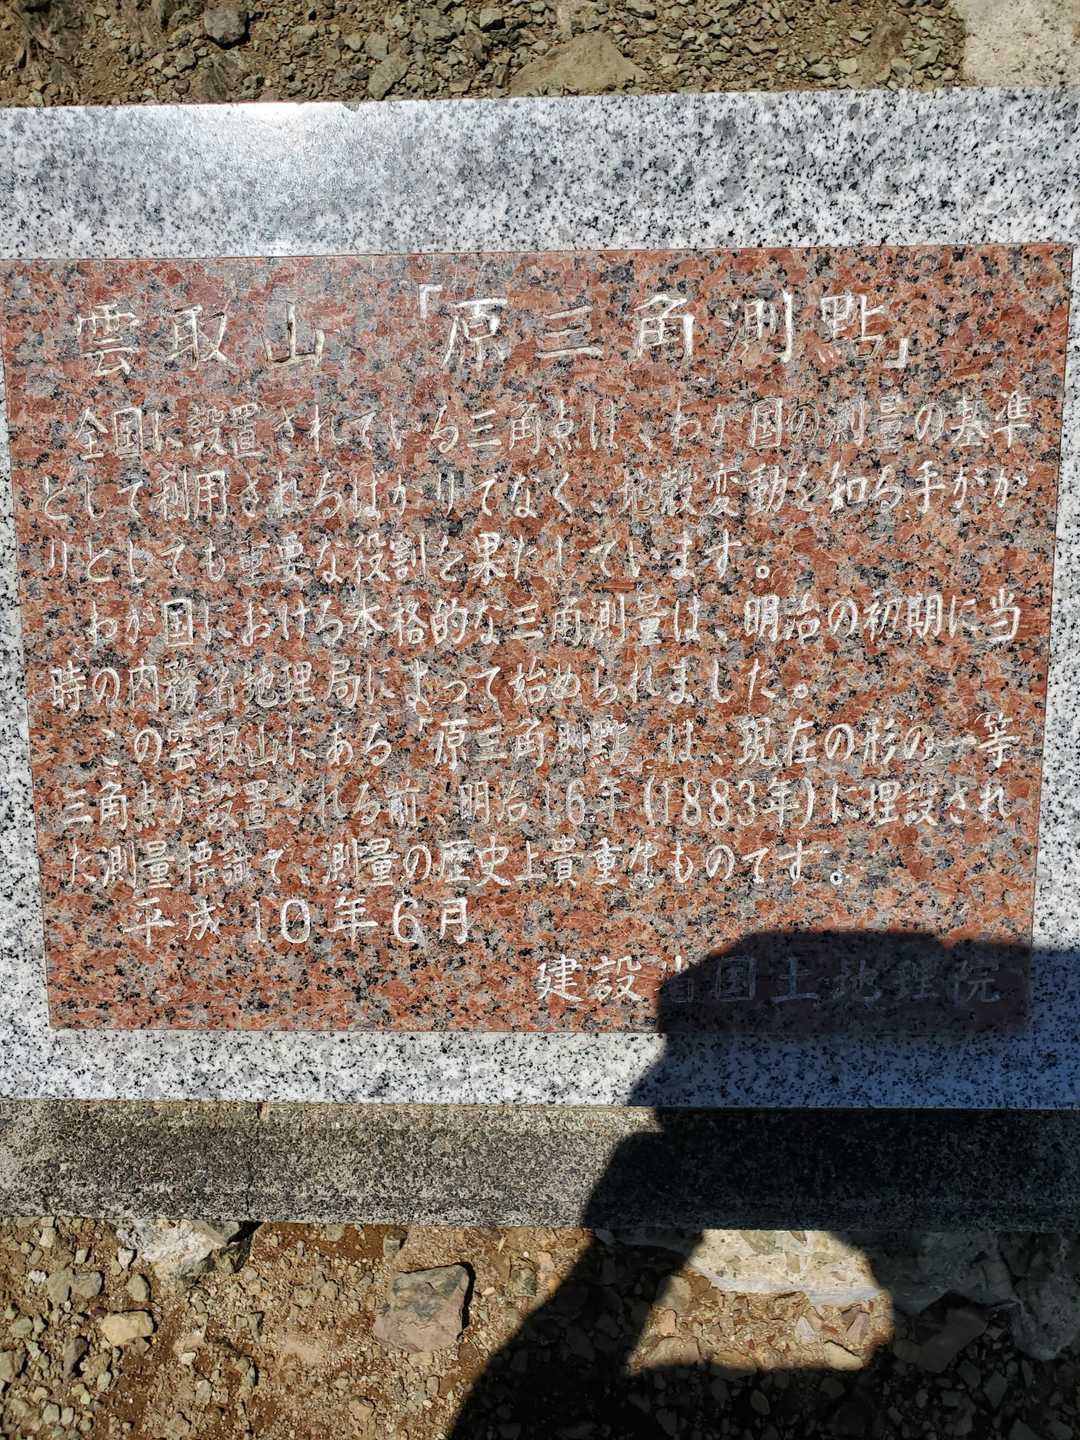 雲取山「原三角測點」
全国に設置されている三角点は、わが国の測量の基準
として利用されるばかりでなく、地殻変動を知る手がか
りとしても重要な役割を果たしています。
わが国における本格的な三角測量は、明治の初期に当
時の内務省地理局によって始められました。
この雲取山にある「原三角測點」は、現在の形の一等
三角点が設置される前、明治16年(1883年)に埋設され
た測量標識で、測量の歴史上貴重なものです。
平成10年6月
建設省国土地理院